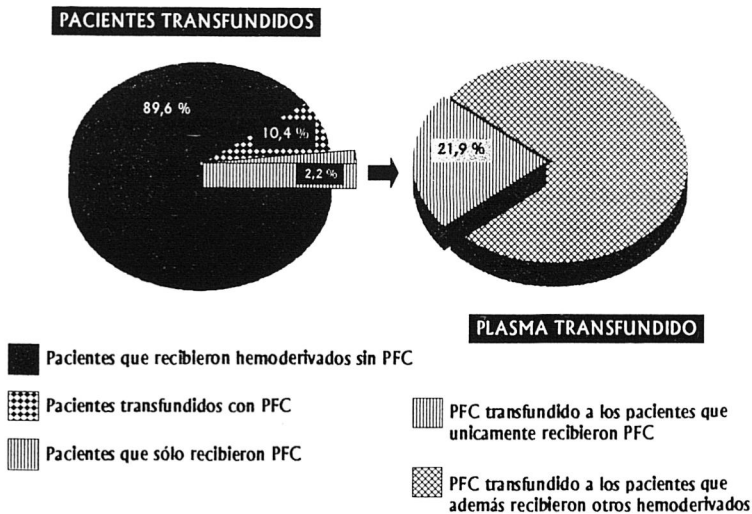 PACIENTES TRANSFUNDIDOS
89,6 %
10,4 %
2,2 %
21,9 %
PLASMA TRANSFUNDIDO
Pacientes que recibieron hemoderivados sin PFC
Pacientes transfundidos con PFC
Pacientes que sólo recibieron PFC
PFC transfundido a los pacientes que
unicamente recibieron PFC
PFC transfundido a los pacientes que
además recibieron otros hemoderivados